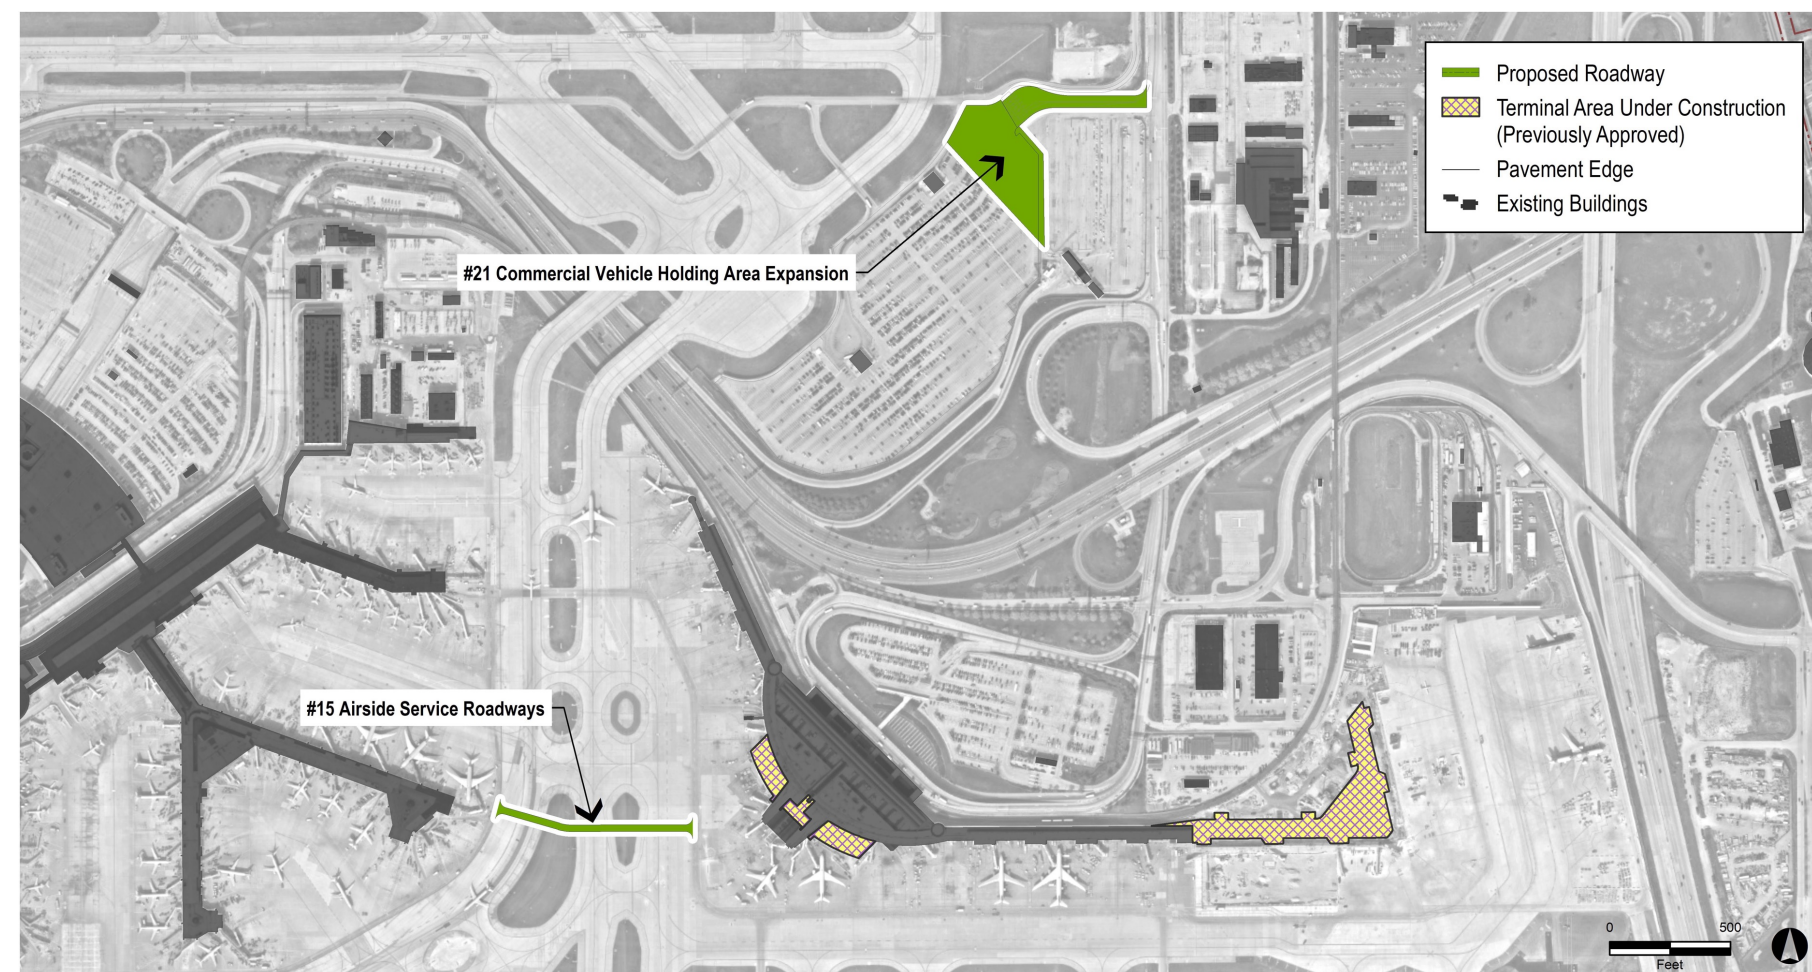 Proposed Roadway
Terminal Area Under Construction
(Previously Approved)
Pavement Edge
Existing Buildings
#21 Commercial Vehicle Holding Area Expansion
#15 Airside Service Roadways
0 500
Feet